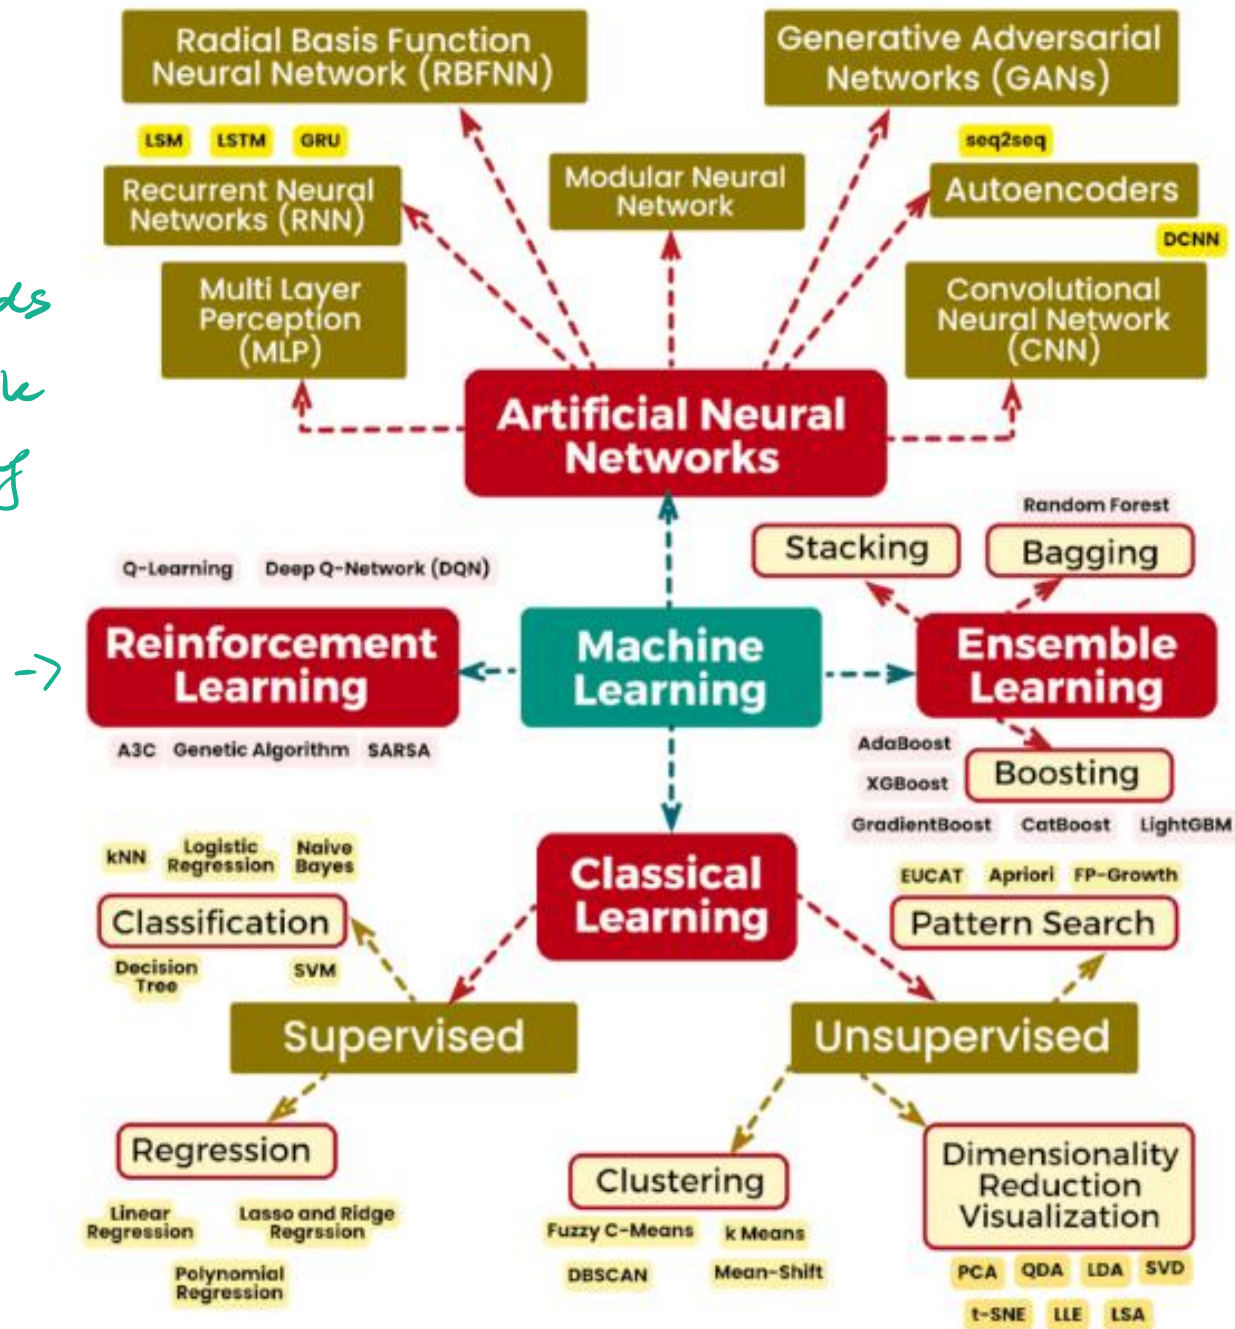 Radial Basis Function
Neural Network (RBFNN)
Generative Adversarial
Networks (GANs)
LSM LSTM GRU
seq2seq
Recurrent Neural
Networks (RNN)
Modular Neural
Network
Autoencoders
DCNN
Multi Layer
Perception
(MLP)
Convolutional
Neural Network
(CNN)
Artificial Neural
Networks
Random Forest
Stacking
Bagging
Q-Learning Deep Q-Network (DQN)
Reinforcement
Learning
Machine
Learning
Ensemble
Learning
A3C Genetic Algorithm SARSA
AdaBoost
XGBoost
Boosting
GradientBoost CatBoost LightGBM
Classical
Learning
kNN
Logistic
Regression
Naive
Bayes
Classification
Decision
Tree
SVM
EUCAT Apriori FP-Growth
Pattern Search
Supervised
Unsupervised
Regression
Linear
Regression
Lasso and Ridge
Regrssion
Polynomial
Regression
Clustering
Fuzzy C-Means k Means
DBSCAN Mean-Shift
Dimensionality
Reduction
Visualization
PCA QDA LDA SVD
t-SNE LLE LSA